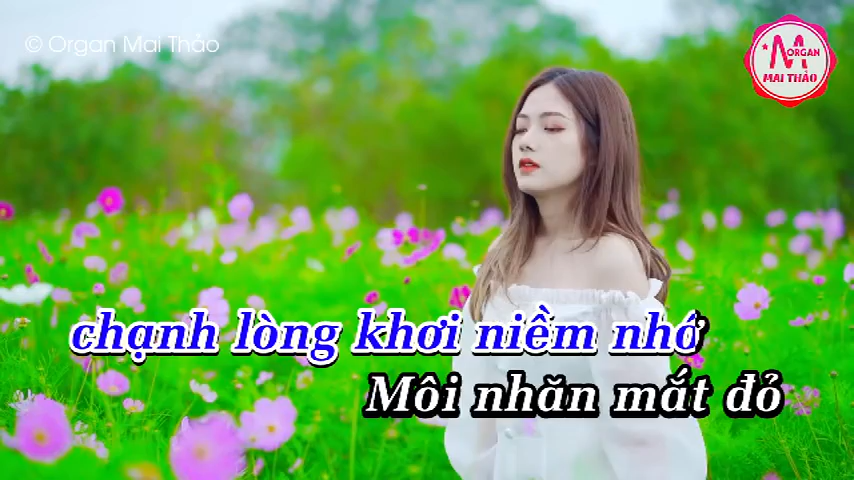 © Organ Mai Thảo
M ORGAN
MAI THẢO
chạnh lòng khơi niềm nhớ
Môi nhăn mắt đỏ